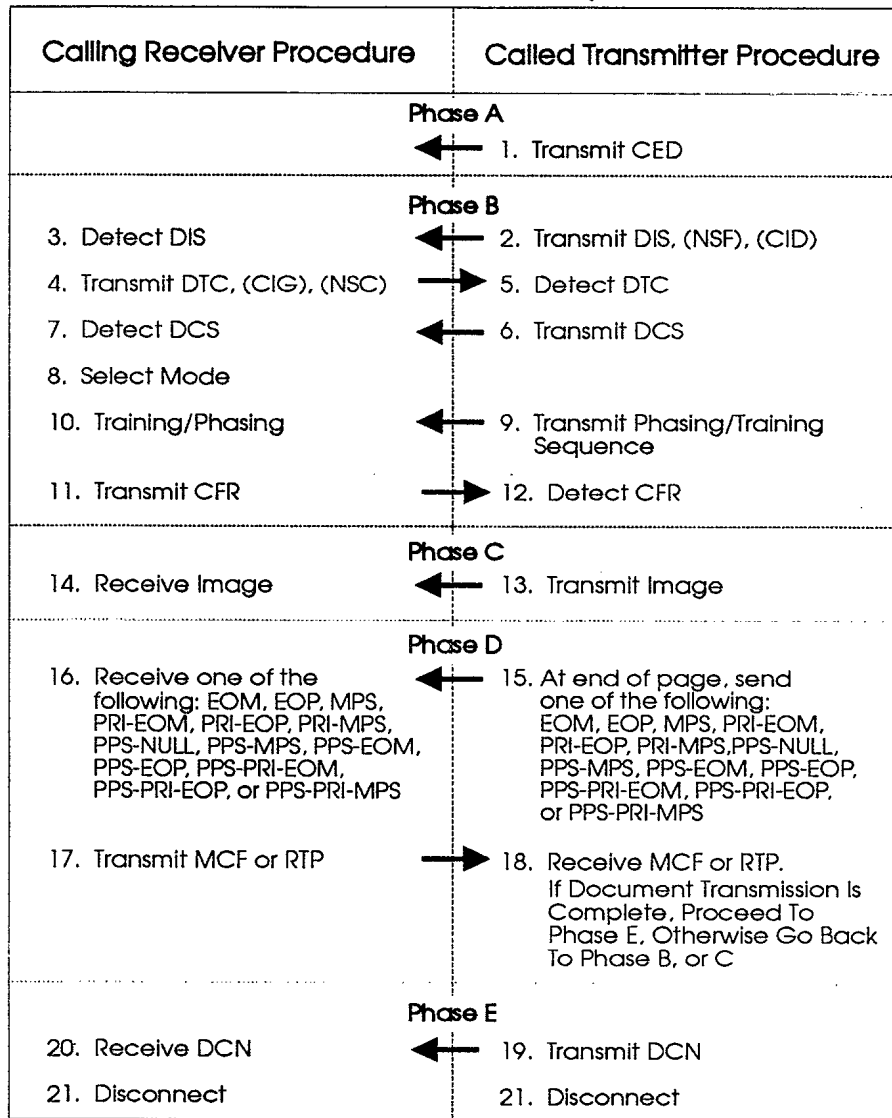 Calling Receiver Procedure
Called Transmitter Procedure
Phase A
1. Transmit CED
Phase B
3. Detect DIS
2. Transmit DIS, (NSF), (CID)
4. Transmit DTC, (CIG), (NSC)
5. Detect DTC
7. Detect DCS
6. Transmit DCS
8. Select Mode
10. Training/Phasing
9. Transmit Phasing/Training
Sequence
11. Transmit CFR
12. Detect CFR
Phase C
14. Receive Image
13. Transmit Image
Phase D
16. Receive one of the
following: EOM, EOP, MPS,
PRI-EOM, PRI-EOP, PRI-MPS,
PPS-NULL, PPS-MPS, PPS-EOM,
PPS-EOP, PPS-PRI-EOM,
PPS-PRI-EOP, or PPS-PRI-MPS
15. At end of page, send
one of the following:
EOM, EOP, MPS, PRI-EOM,
PRI-EOP, PRI-MPS,PPS-NULL,
PPS-MPS, PPS-EOM, PPS-EOP,
PPS-PRI-EOM, PPS-PRI-EOP,
or PPS-PRI-MPS
17. Transmit MCF or RTP
18. Receive MCF or RTP.
If Document Transmission Is
Complete, Proceed To
Phase E, Otherwise Go Back
To Phase B, or C
Phase E
20. Receive DCN
19. Transmit DCN
21. Disconnect
21. Disconnect